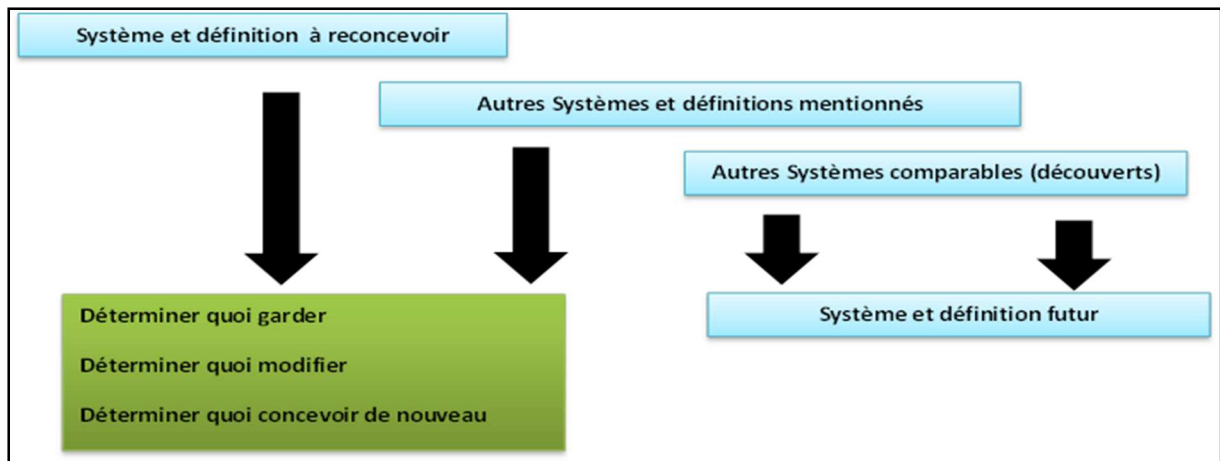 Système et définition à reconcevoir
Autres Systèmes et définitions mentionnés
Autres Systèmes comparables (découverts)
Déterminer quoi garder
Déterminer quoi modifier
Déterminer quoi concevoir de nouveau
Système et définition futur